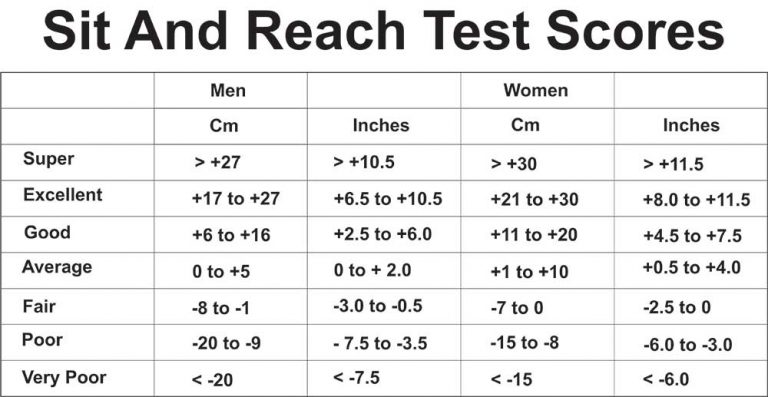 Sit And Reach Test Scores
Men Women
Cm Inches Cm Inches
Super > +27 > +10.5 > +30 > +11.5
Excellent +17 to +27 +6.5 to +10.5 +21 to +30 +8.0 to +11.5
Good +6 to +16 +2.5 to +6.0 +11 to +20 +4.5 to +7.5
Average 0 to +5 0 to + 2.0 +1 to +10 +0.5 to +4.0
Fair -8 to -1 -3.0 to -0.5 -7 to 0 -2.5 to 0
Poor -20 to -9 - 7.5 to -3.5 -15 to -8 -6.0 to -3.0
Very Poor < -20 < -7.5 < -15 < -6.0